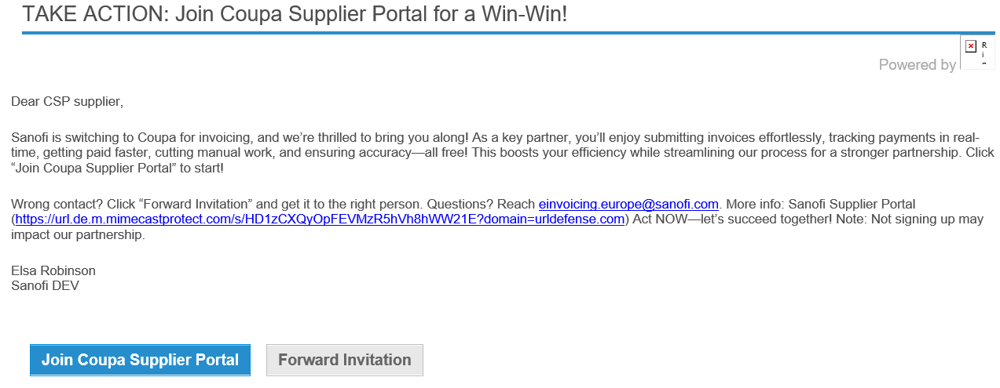 TAKE ACTION: Join Coupa Supplier Portal for a Win-Win!
Powered by
Dear CSP supplier,
Sanofi is switching to Coupa for invoicing, and we’re thrilled to bring you along! As a key partner, you’ll enjoy submitting invoices effortlessly, tracking payments in real-
time, getting paid faster, cutting manual work, and ensuring accuracy—all free! This boosts your efficiency while streamlining our process for a stronger partnership. Click
“Join Coupa Supplier Portal” to start!
Wrong contact? Click “Forward Invitation” and get it to the right person. Questions? Reach einvoicing.europe@sanofi.com. More info: Sanofi Supplier Portal
(https://url.de.m.mimecastprotect.com/s/HD1zCXQyOpFEVMzR5hVh8hWW21E?domain=urldefense.com) Act NOW—let’s succeed together! Note: Not signing up may
impact our partnership.
Elsa Robinson
Sanofi DEV
Join Coupa Supplier Portal
Forward Invitation